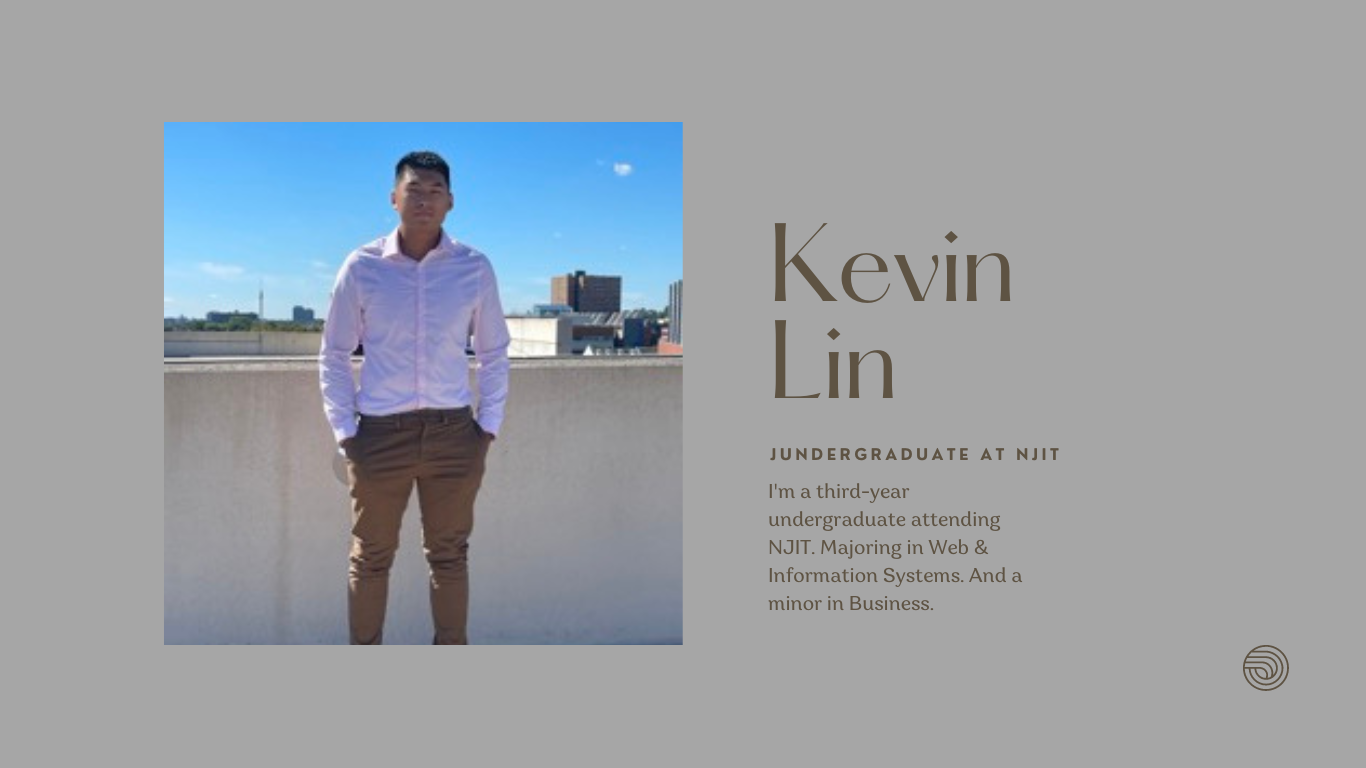 Kevin
Lin
JUNDERGRADUATE AT NJIT
I'm a third-year
undergraduate attending
NJIT. Majoring in Web &
Information Systems. And a
minor in Business.